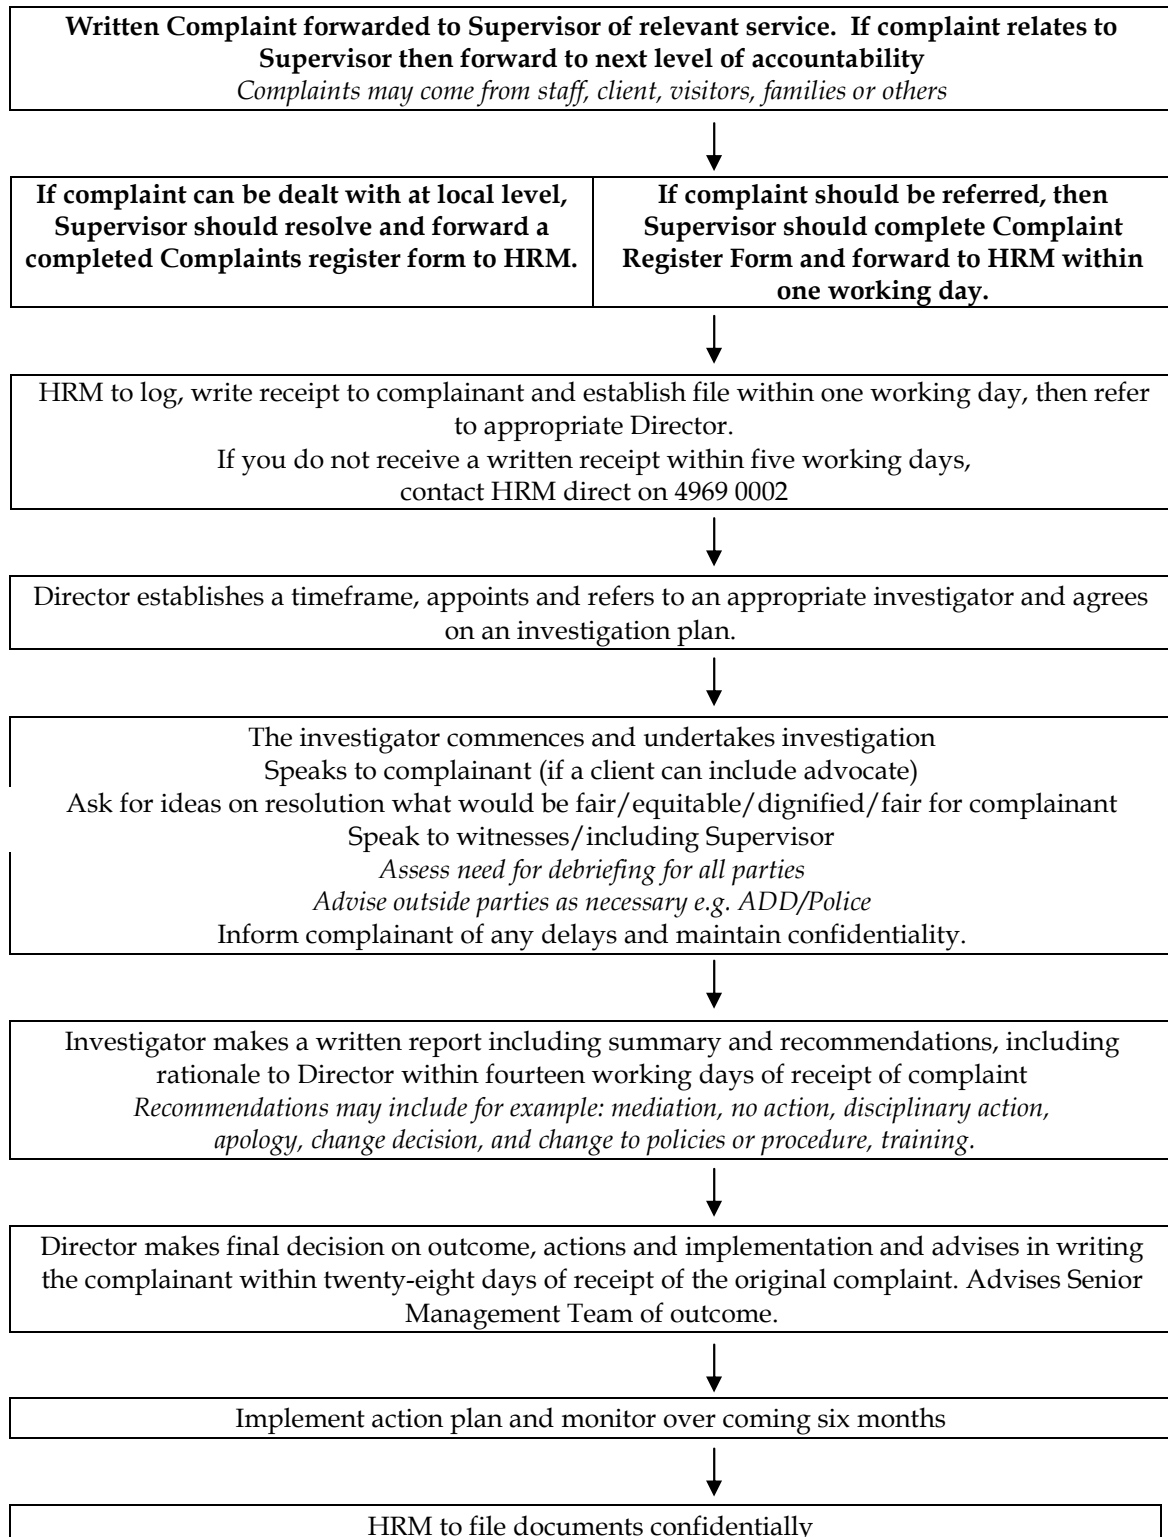 Written Complaint forwarded to Supervisor of relevant service.  If complaint relates to
Supervisor then forward to next level of accountability
Complaints may come from staff, client, visitors, families or others
If complaint can be dealt with at local level,
Supervisor should resolve and forward a
completed Complaints register form to HRM.
If complaint should be referred, then
Supervisor should complete Complaint
Register Form and forward to HRM within
one working day.
HRM to log, write receipt to complainant and establish file within one working day, then refer
to appropriate Director.
If you do not receive a written receipt within five working days,
contact HRM direct on 4969 0002
Director establishes a timeframe, appoints and refers to an appropriate investigator and agrees
on an investigation plan.
The investigator commences and undertakes investigation
Speaks to complainant (if a client can include advocate)
Ask for ideas on resolution what would be fair/equitable/dignified/fair for complainant
Speak to witnesses/including Supervisor
Assess need for debriefing for all parties
Advise outside parties as necessary e.g. ADD/Police
Inform complainant of any delays and maintain confidentiality.
Investigator makes a written report including summary and recommendations, including
rationale to Director within fourteen working days of receipt of complaint
Recommendations may include for example: mediation, no action, disciplinary action,
apology, change decision, and change to policies or procedure, training.
Director makes final decision on outcome, actions and implementation and advises in writing
the complainant within twenty-eight days of receipt of the original complaint. Advises Senior
Management Team of outcome.
Implement action plan and monitor over coming six months
HRM to file documents confidentially